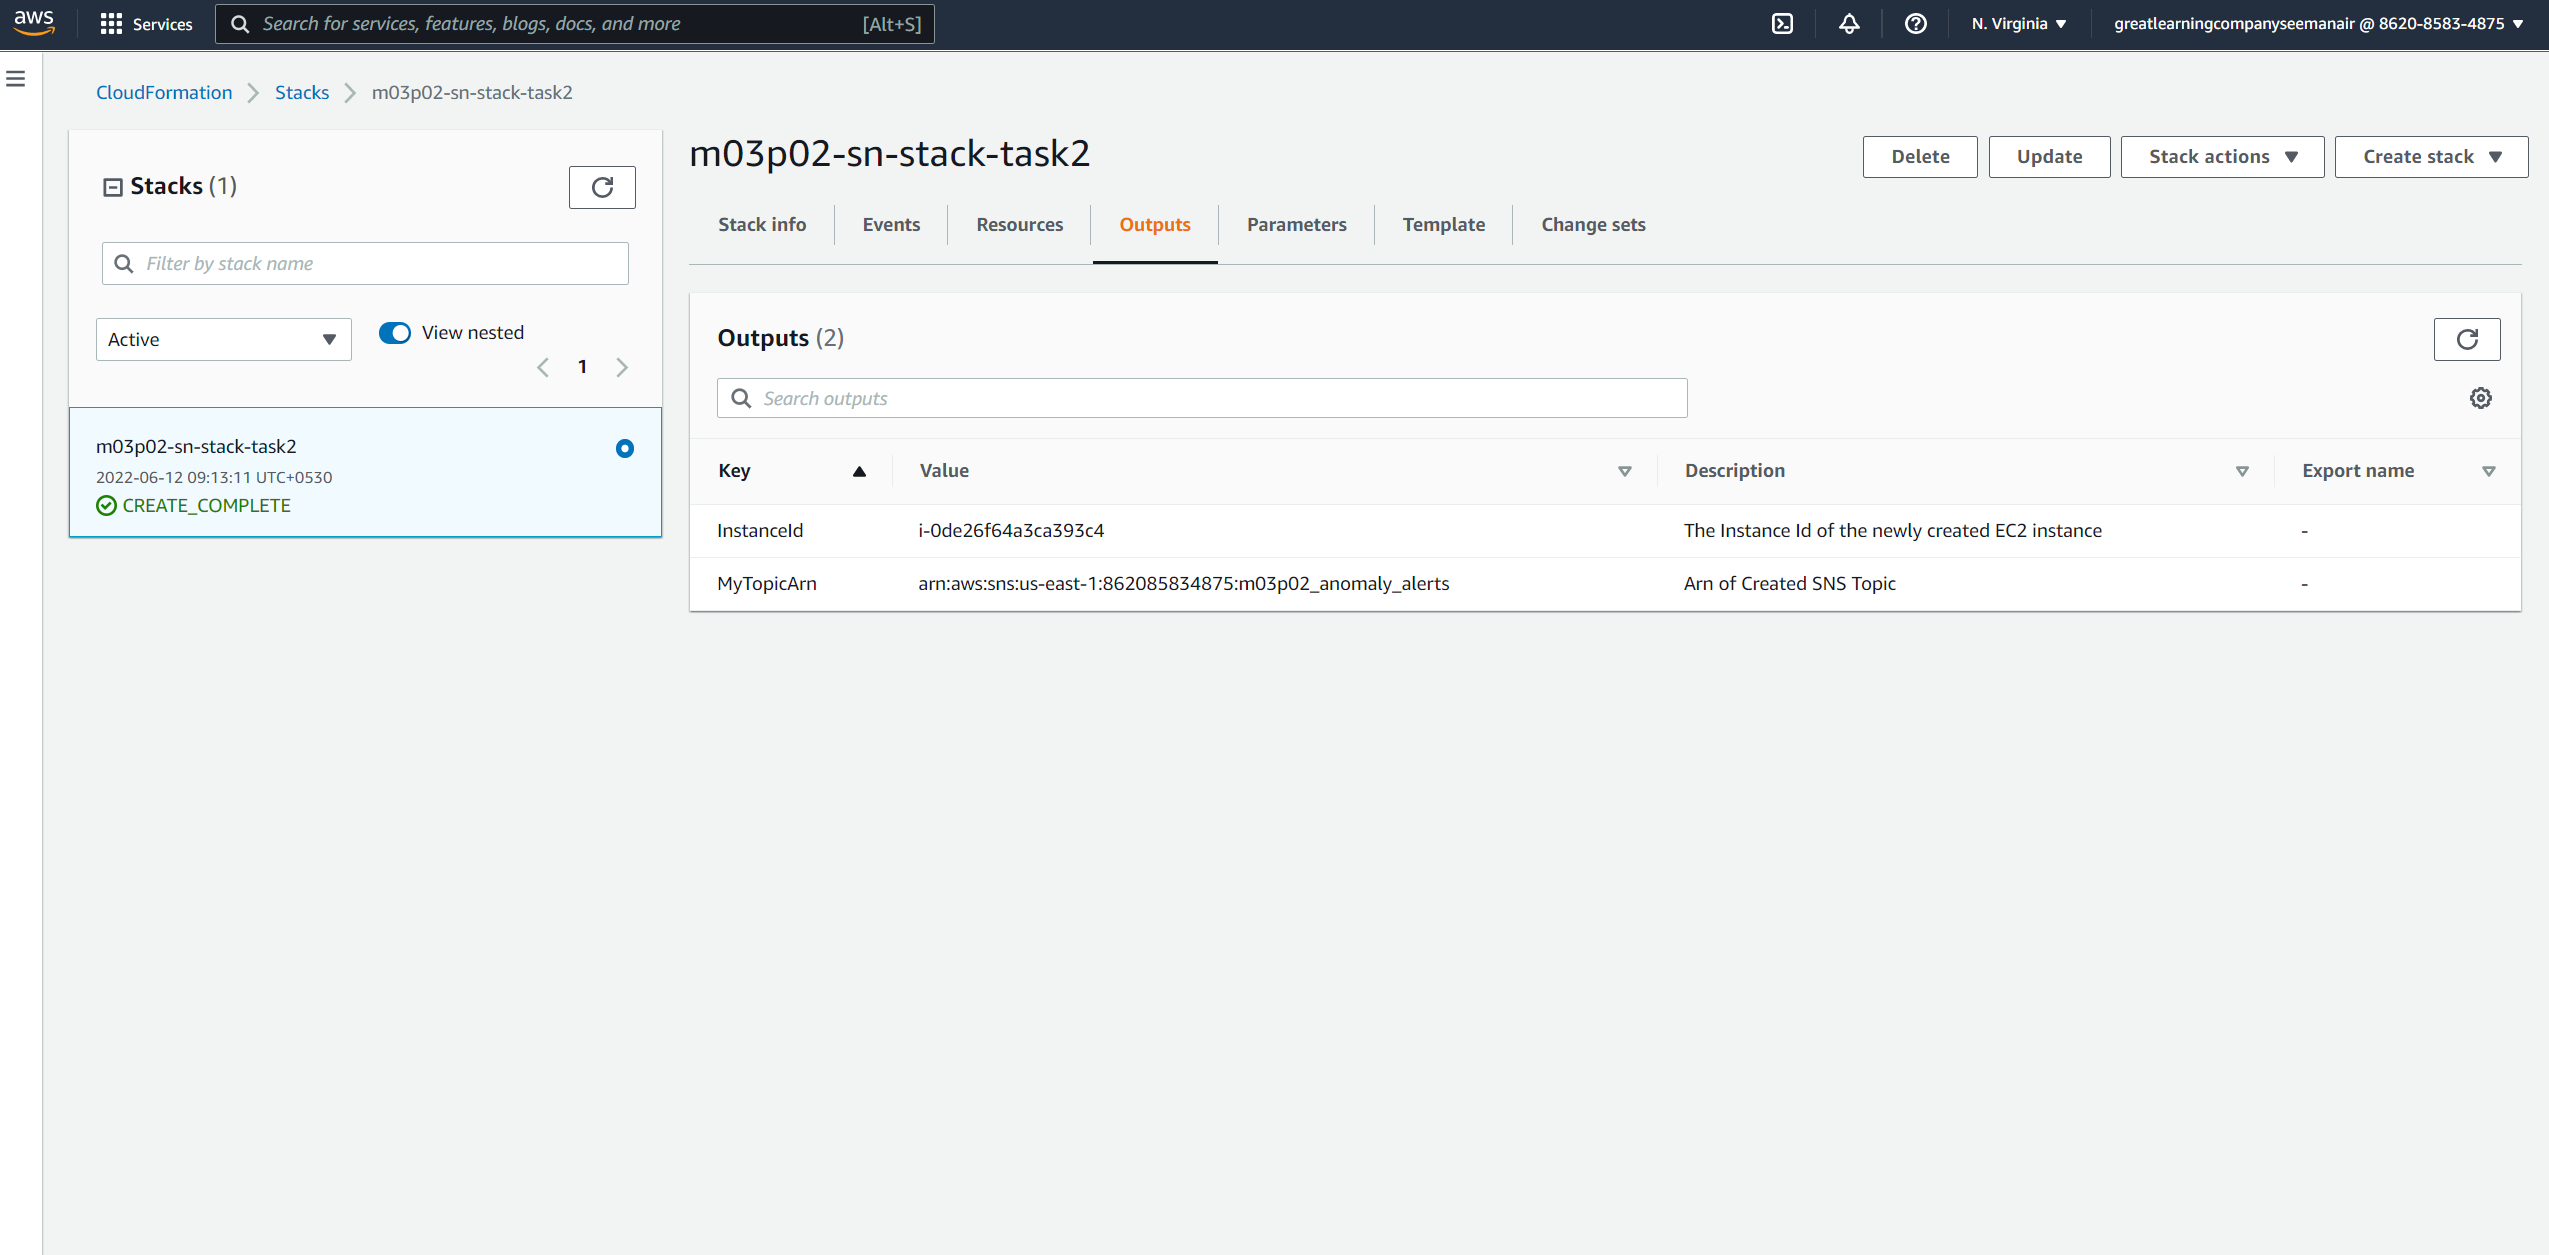 aws Services Search for services, features, blogs, docs, and more [Alt+S] N. Virginia greatlearningcompanyseemanair @ 8620-8583-4875
CloudFormation Stacks m03p02-sn-stack-task2
Stacks (1)
Filter by stack name
Active View nested
1
m03p02-sn-stack-task2
2022-06-12 09:13:11 UTC+0530
CREATE_COMPLETE
m03p02-sn-stack-task2
Delete Update Stack actions Create stack
Stack info Events Resources Outputs Parameters Template Change sets
Outputs (2)
Search outputs
Key Value Description Export name
InstanceId i-0de26f64a3ca393c4 The Instance Id of the newly created EC2 instance -
MyTopicArn arn:aws:sns:us-east-1:862085834875:m03p02_anomaly_alerts Arn of Created SNS Topic -